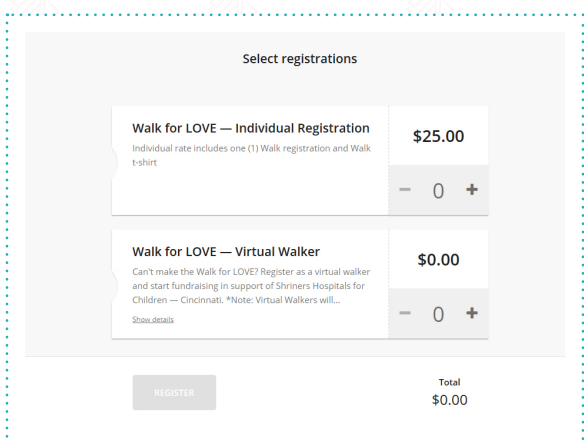 Select registrations
Walk for LOVE — Individual Registration
$25.00
Individual rate includes one (1) Walk registration and Walk
t-shirt
− 0 +
Walk for LOVE — Virtual Walker
$0.00
Can't make the Walk for LOVE? Register as a virtual walker
and start fundraising in support of Shriners Hospitals for
Children — Cincinnati. *Note: Virtual Walkers will...
Show details
− 0 +
REGISTER
Total
$0.00